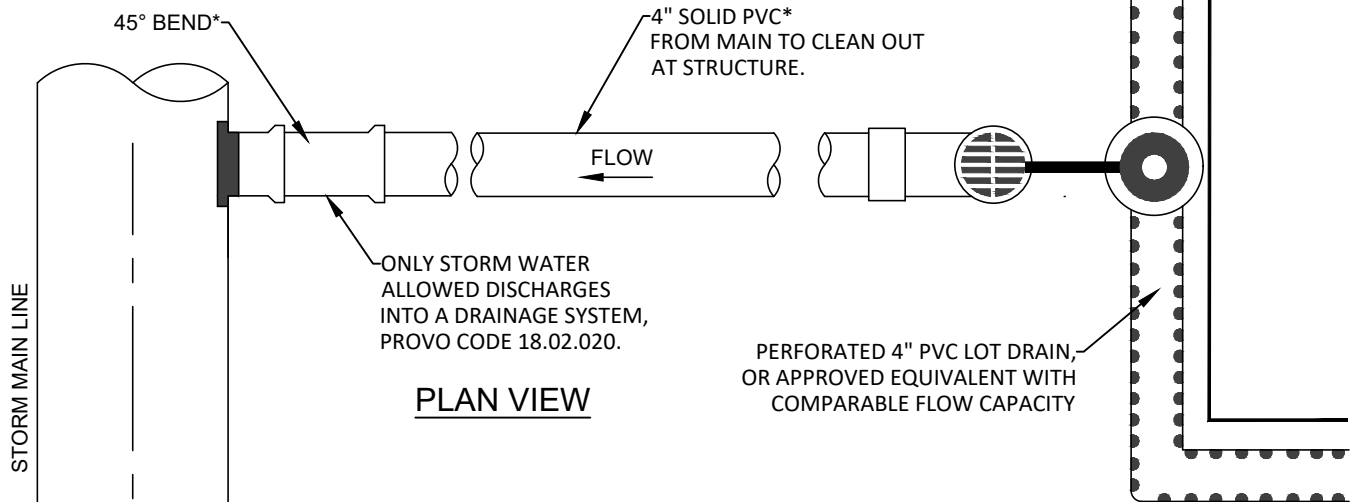 45° BEND*
4" SOLID PVC*
FROM MAIN TO CLEAN OUT
AT STRUCTURE.
FLOW
ONLY STORM WATER
ALLOWED DISCHARGES
INTO A DRAINAGE SYSTEM,
PROVO CODE 18.02.020.
STORM MAIN LINE
PERFORATED 4" PVC LOT DRAIN,
OR APPROVED EQUIVALENT WITH
COMPARABLE FLOW CAPACITY
PLAN VIEW